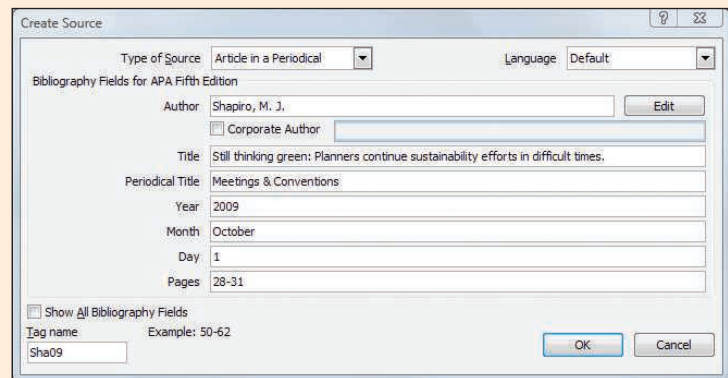 Create Source
Type of Source Article in a Periodical Language Default
Bibliography Fields for APA Fifth Edition
Author Shapiro, M. J. Edit
Corporate Author
Title Still thinking green: Planners continue sustainability efforts in difficult times.
Periodical Title Meetings & Conventions
Year 2009
Month October
Day 1
Pages 28-31
Show All Bibliography Fields
Tag name Example: 50-62
Sha09
OK Cancel